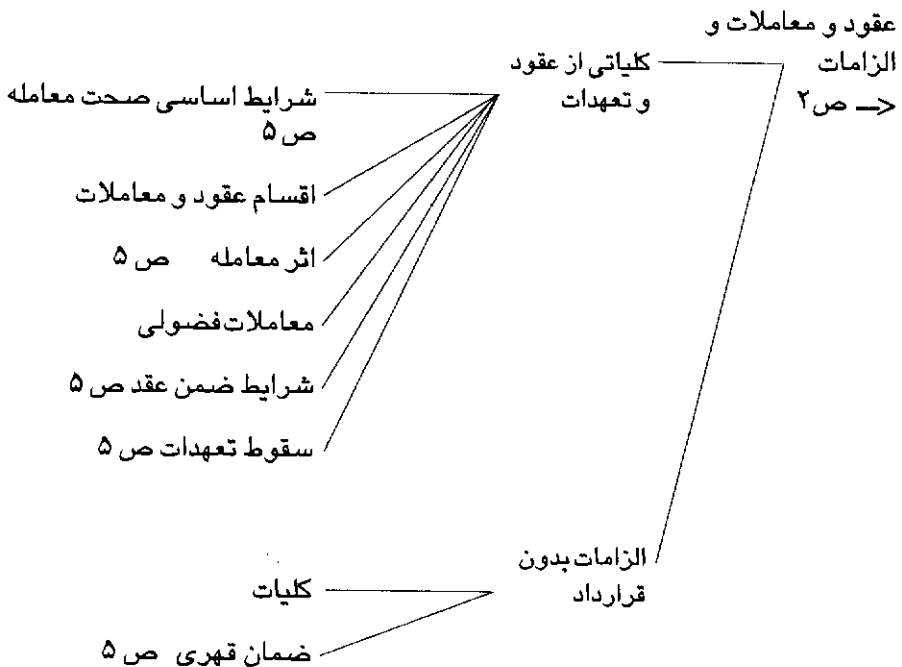 عقود و معاملات و
الزامات
<— ص۲
کلیاتی از عقود
و تعهدات
شرایط اساسی صحت معامله
ص ۵
اقسام عقود و معاملات
اثر معامله ص ۵
معاملات فضولی
شرایط ضمن عقد ص ۵
سقوط تعهدات ص ۵
الزامات بدون
قرارداد
کلیات
ضمان قهری ص ۵